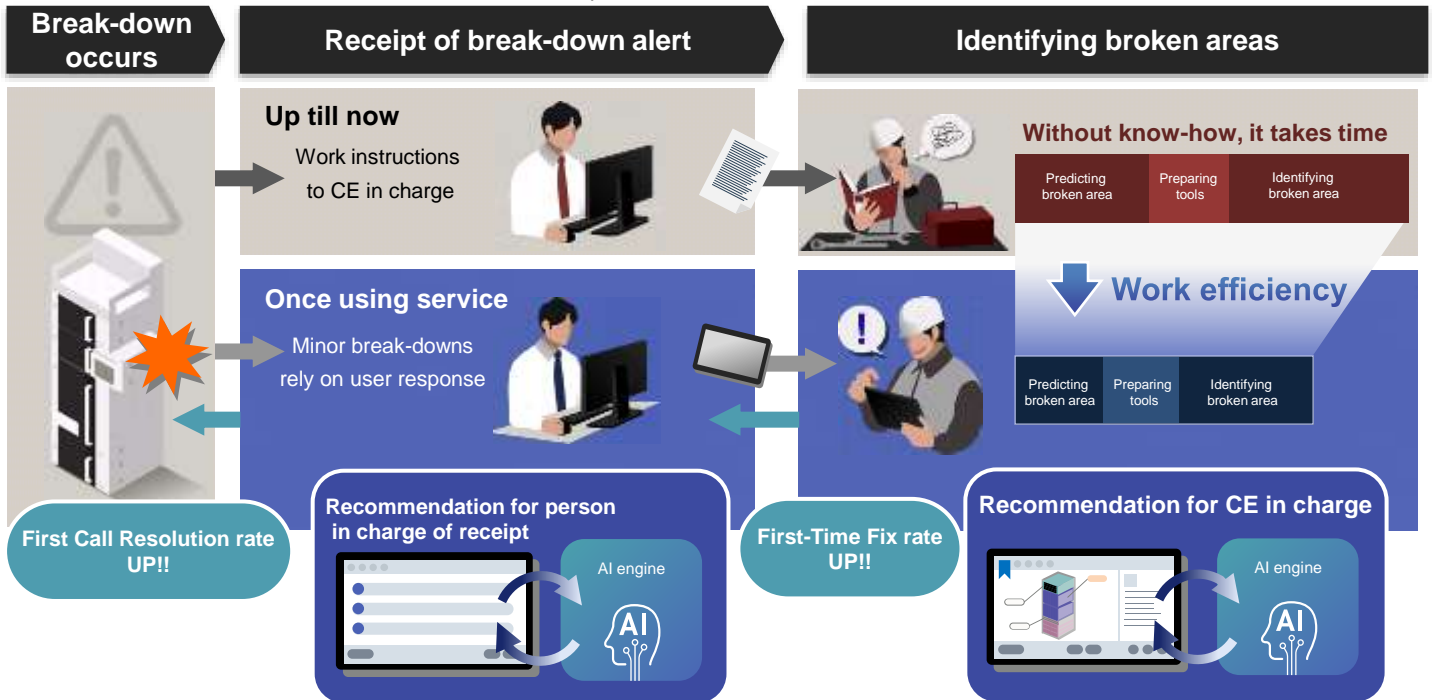 Break-down
occurs
Receipt of break-down alert
Identifying broken areas
Up till now
Work instructions
to CE in charge
Without know-how, it takes time
Predicting
broken area
Preparing
tools
Identifying
broken area
Work efficiency
Once using service
Minor break-downs
rely on user response
!
Predicting
broken area
Preparing
tools
Identifying
broken area
First Call Resolution rate
UP!!
Recommendation for person
in charge of receipt
AI engine
AI
First-Time Fix rate
UP!!
Recommendation for CE in charge
AI engine
AI